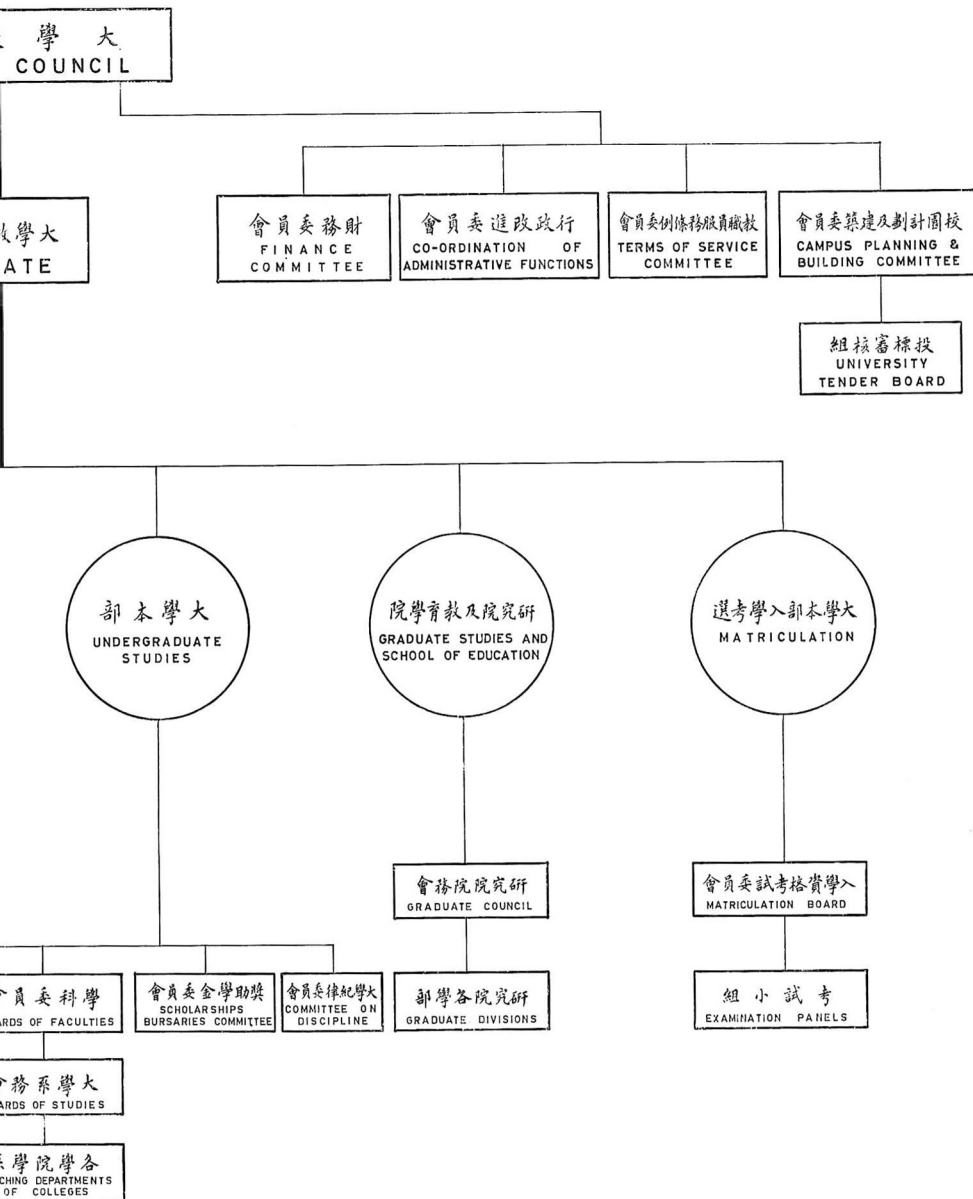 大學
COUNCIL
大學
ATE
財務委員會
FINANCE
COMMITTEE
行政改進委員會
CO-ORDINATION OF
ADMINISTRATIVE FUNCTIONS
教職員服務條例委員會
TERMS OF SERVICE
COMMITTEE
校園計劃及建築委員會
CAMPUS PLANNING &
BUILDING COMMITTEE
投標審核組
UNIVERSITY
TENDER BOARD
大學本部
UNDERGRADUATE
STUDIES
研究院及教育學院
GRADUATE STUDIES AND
SCHOOL OF EDUCATION
大學本部入學考選
MATRICULATION
研究院院務會
GRADUATE COUNCIL
入學資格考試委員會
MATRICULATION BOARD
學科委員
ARDS OF FACULTIES
獎助學金委員會
SCHOLARSHIPS
BURSARIES COMMITTEE
大學紀律委員會
COMMITTEE ON
DISCIPLINE
研究院各學部
GRADUATE DIVISIONS
考試小組
EXAMINATION PANELS
大學系務
ARDS OF STUDIES
各學院學
CHING DEPARTMENTS
OF COLLEGES